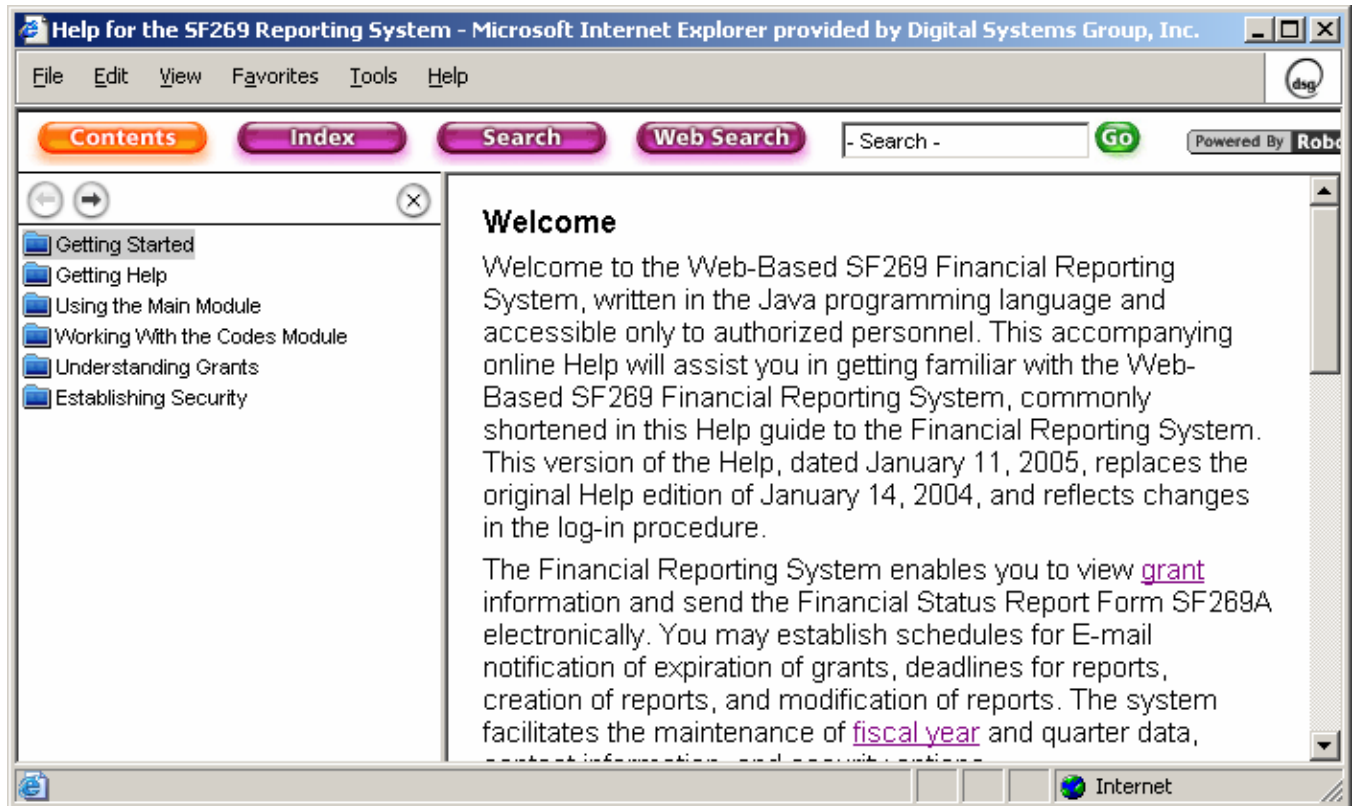 Help for the SF269 Reporting System - Microsoft Internet Explorer provided by Digital Systems Group, Inc.
File Edit View Favorites Tools Help
dsg
Contents Index Search Web Search - Search - Go Powered By
Getting Started
Getting Help
Using the Main Module
Working With the Codes Module
Understanding Grants
Establishing Security
Welcome
Welcome to the Web-Based SF269 Financial Reporting
System, written in the Java programming language and
accessible only to authorized personnel. This accompanying
online Help will assist you in getting familiar with the Web-
Based SF269 Financial Reporting System, commonly
shortened in this Help guide to the Financial Reporting System.
This version of the Help, dated January 11, 2005, replaces the
original Help edition of January 14, 2004, and reflects changes
in the log-in procedure.
The Financial Reporting System enables you to view grant
information and send the Financial Status Report Form SF269A
electronically. You may establish schedules for E-mail
notification of expiration of grants, deadlines for reports,
creation of reports, and modification of reports. The system
facilitates the maintenance of fiscal year and quarter data,
contact information, and security options.
Internet